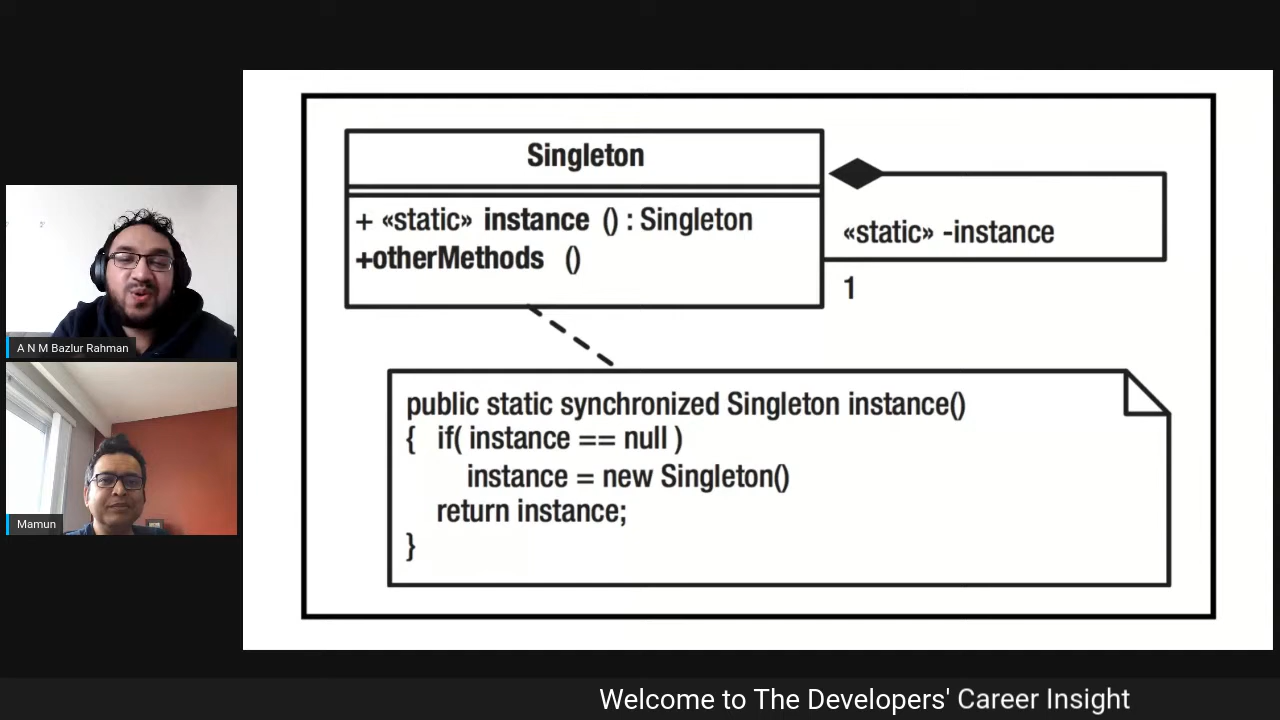 Singleton
+ «static» instance () : Singleton
+otherMethods ()
«static» -instance
1
public static synchronized Singleton instance()
{ if( instance == null )
instance = new Singleton()
return instance;
}
A N M Bazlur Rahman
Mamun
Welcome to The Developers' Career Insight